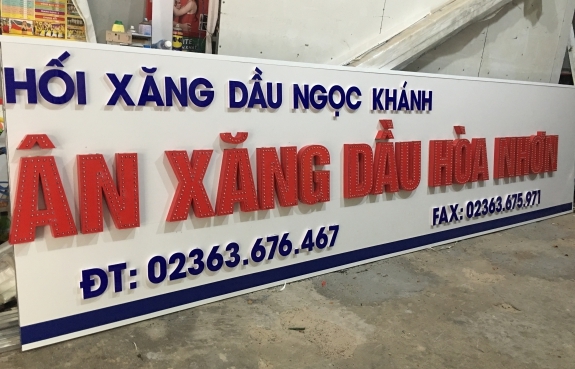 HỐI XĂNG DẦU NGỌC KHÁNH
ÂN XĂNG DẦU HÒA NHƠN
ĐT: 02363.676.467
FAX: 02363.675.971